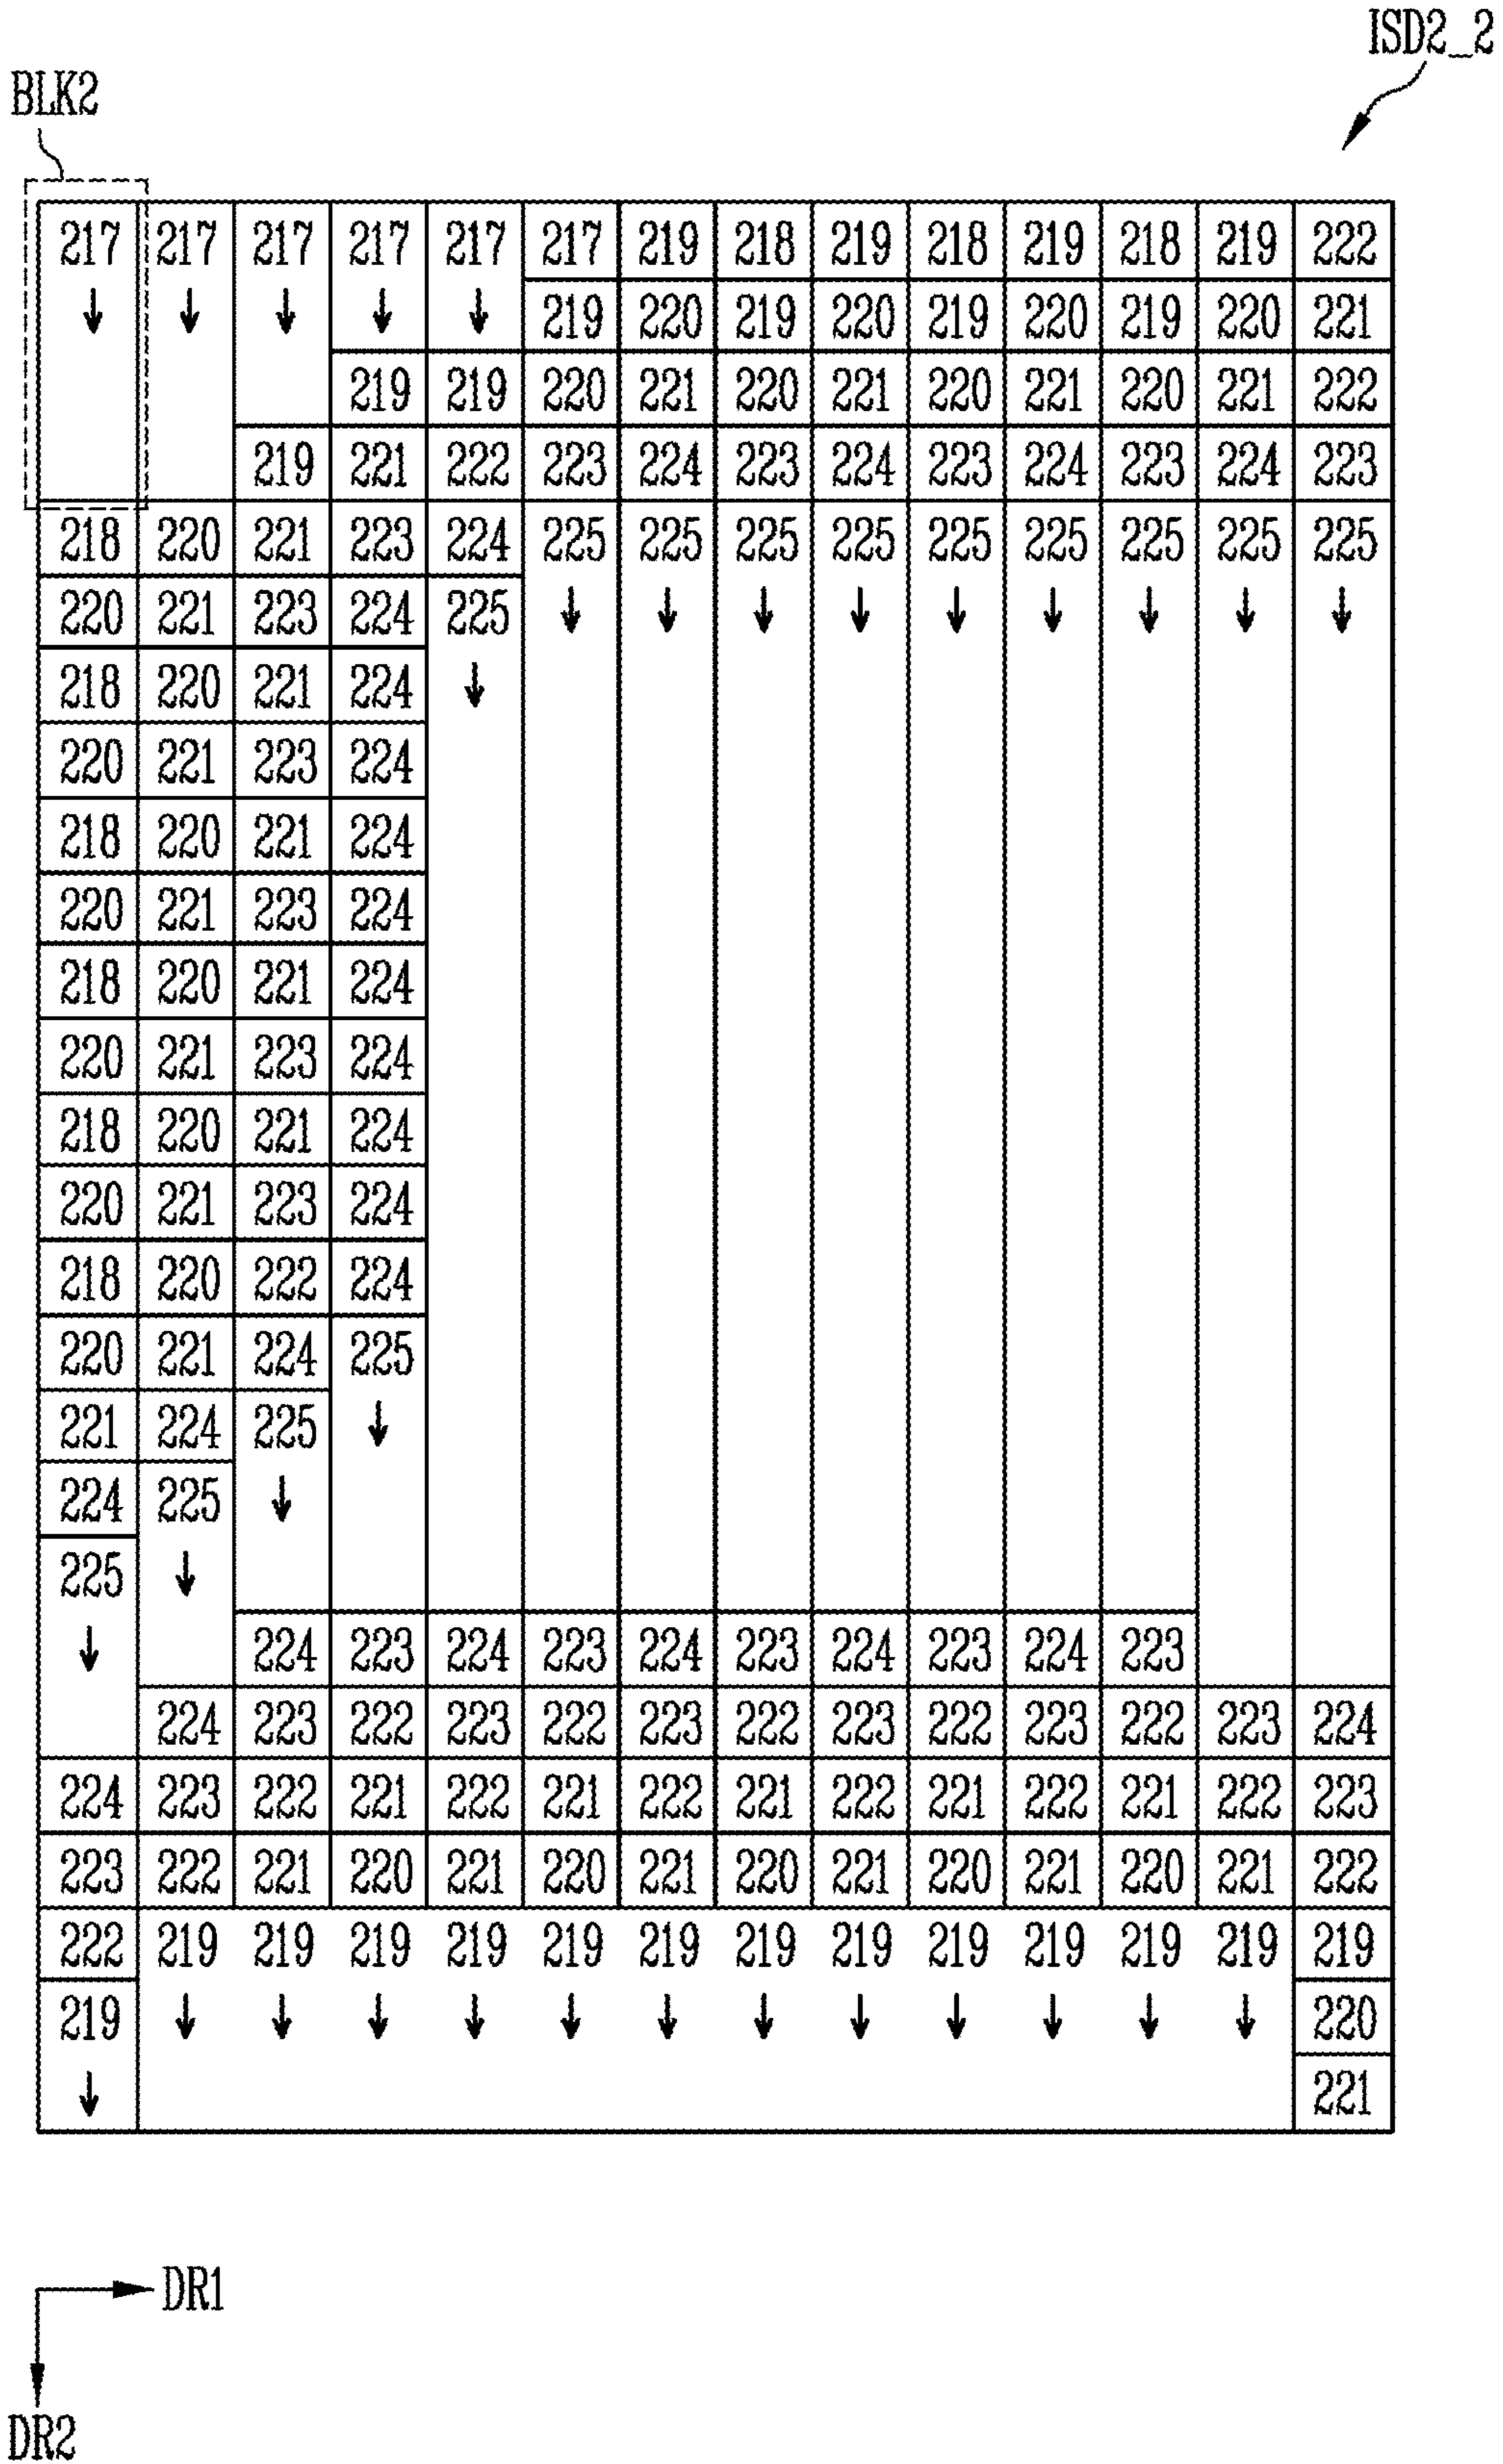 ISD2_2
BLK2
217 217 217 217 217 217 219 218 219 218 219 218 219 222
↓ ↓ ↓ ↓ ↓ 219 220 219 220 219 220 219 220 221
219 219 220 221 220 221 220 221 220 221 222
219 221 222 223 224 223 224 223 224 223 224 223
218 220 221 223 224 225 225 225 225 225 225 225 225 225
220 221 223 224 225 ↓ ↓ ↓ ↓ ↓ ↓ ↓ ↓ ↓
218 220 221 224 ↓
220 221 223 224
218 220 221 224
220 221 223 224
218 220 221 224
220 221 223 224
218 220 221 224
220 221 223 224
218 220 222 224
220 221 224 225
221 224 225 ↓
224 225 ↓
225 ↓
↓ 224 223 224 223 224 223 224 223 224 223
224 223 222 223 222 223 222 223 222 223 222 223 224
224 223 222 221 222 221 222 221 222 221 222 221 222 223
223 222 221 220 221 220 221 220 221 220 221 220 221 222
222 219 219 219 219 219 219 219 219 219 219 219 219 219
219 ↓ ↓ ↓ ↓ ↓ ↓ ↓ ↓ ↓ ↓ ↓ ↓ 220
↓ 221
DR1
DR2